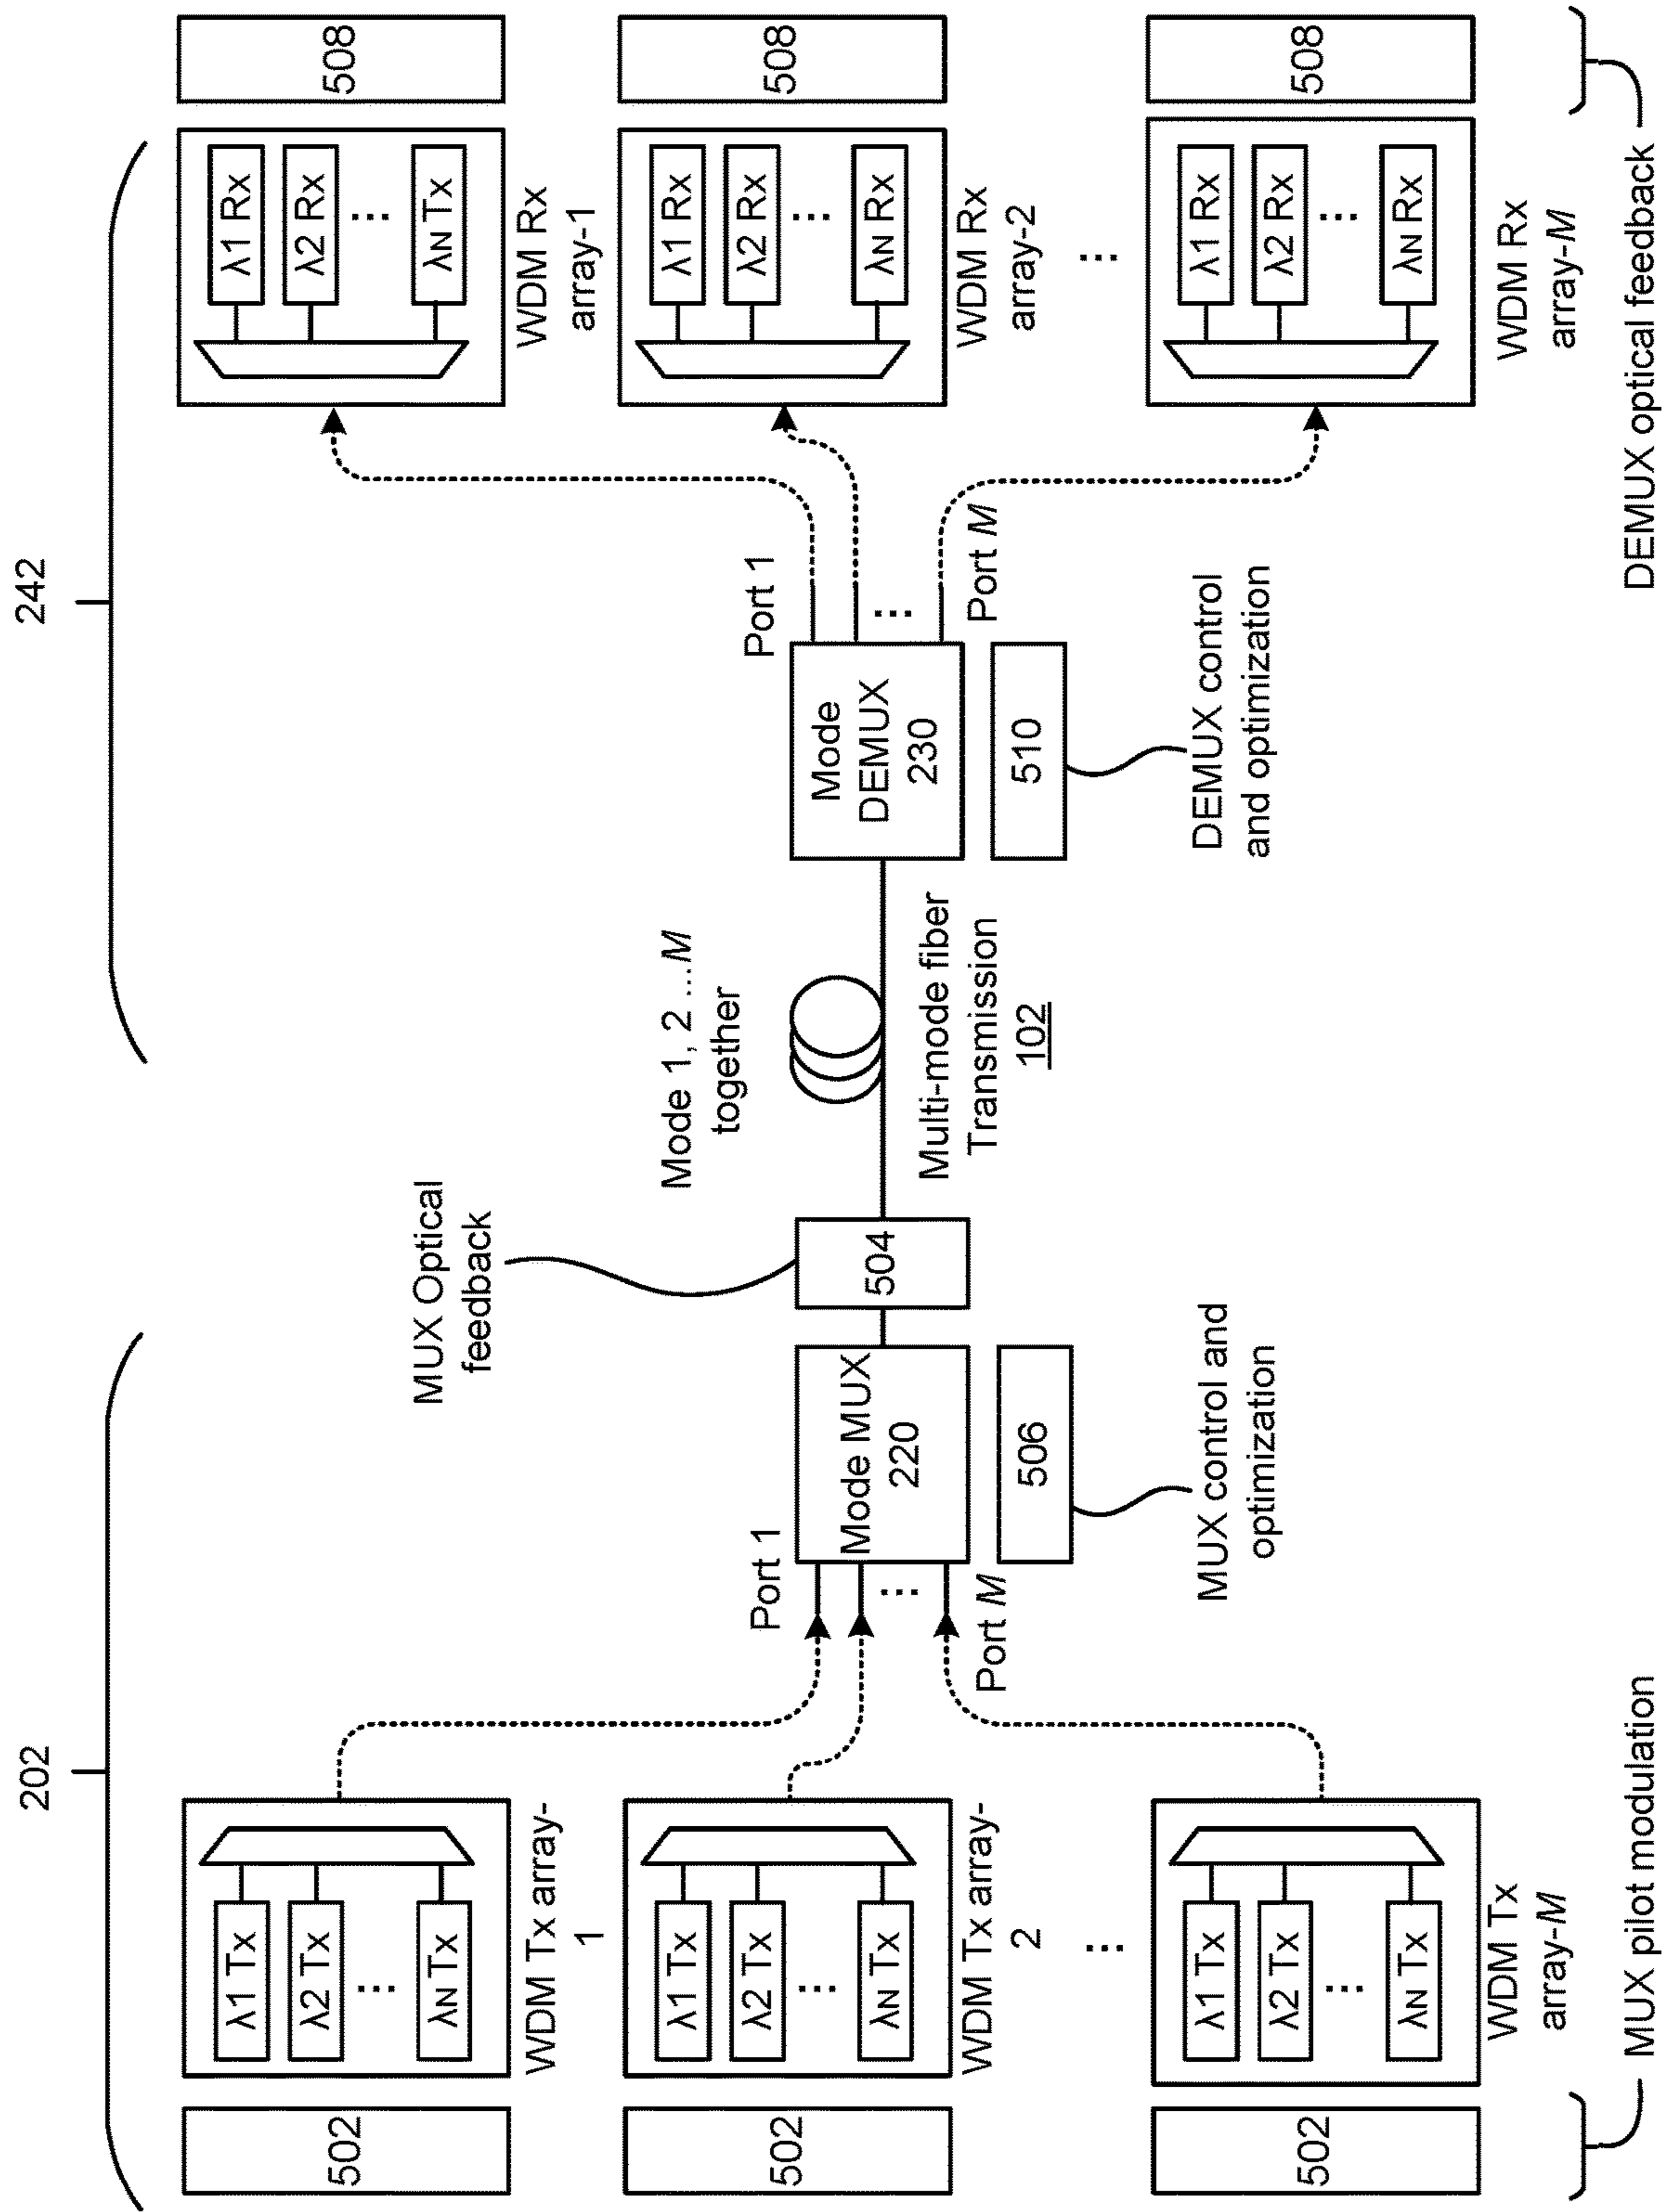 202
242
502
λ1 Tx
λ2 Tx
...
λN Tx
WDM Tx array-
1
502
λ1 Tx
λ2 Tx
...
λN Tx
WDM Tx array-
2
...
502
λ1 Tx
λ2 Tx
...
λN Tx
WDM Tx
array-M
MUX pilot modulation
Port 1
...
Port M
Mode MUX
220
506
MUX control and
optimization
MUX Optical
feedback
504
Mode 1, 2 ...M
together
Multi-mode fiber
Transmission
102
Mode
DEMUX
230
510
DEMUX control
and optimization
Port 1
...
Port M
λ1 Rx
λ2 Rx
...
λN Tx
WDM Rx
array-1
508
λ1 Rx
λ2 Rx
...
λN Rx
WDM Rx
array-2
508
...
λ1 Rx
λ2 Rx
...
λN Rx
WDM Rx
array-M
508
DEMUX optical feedback